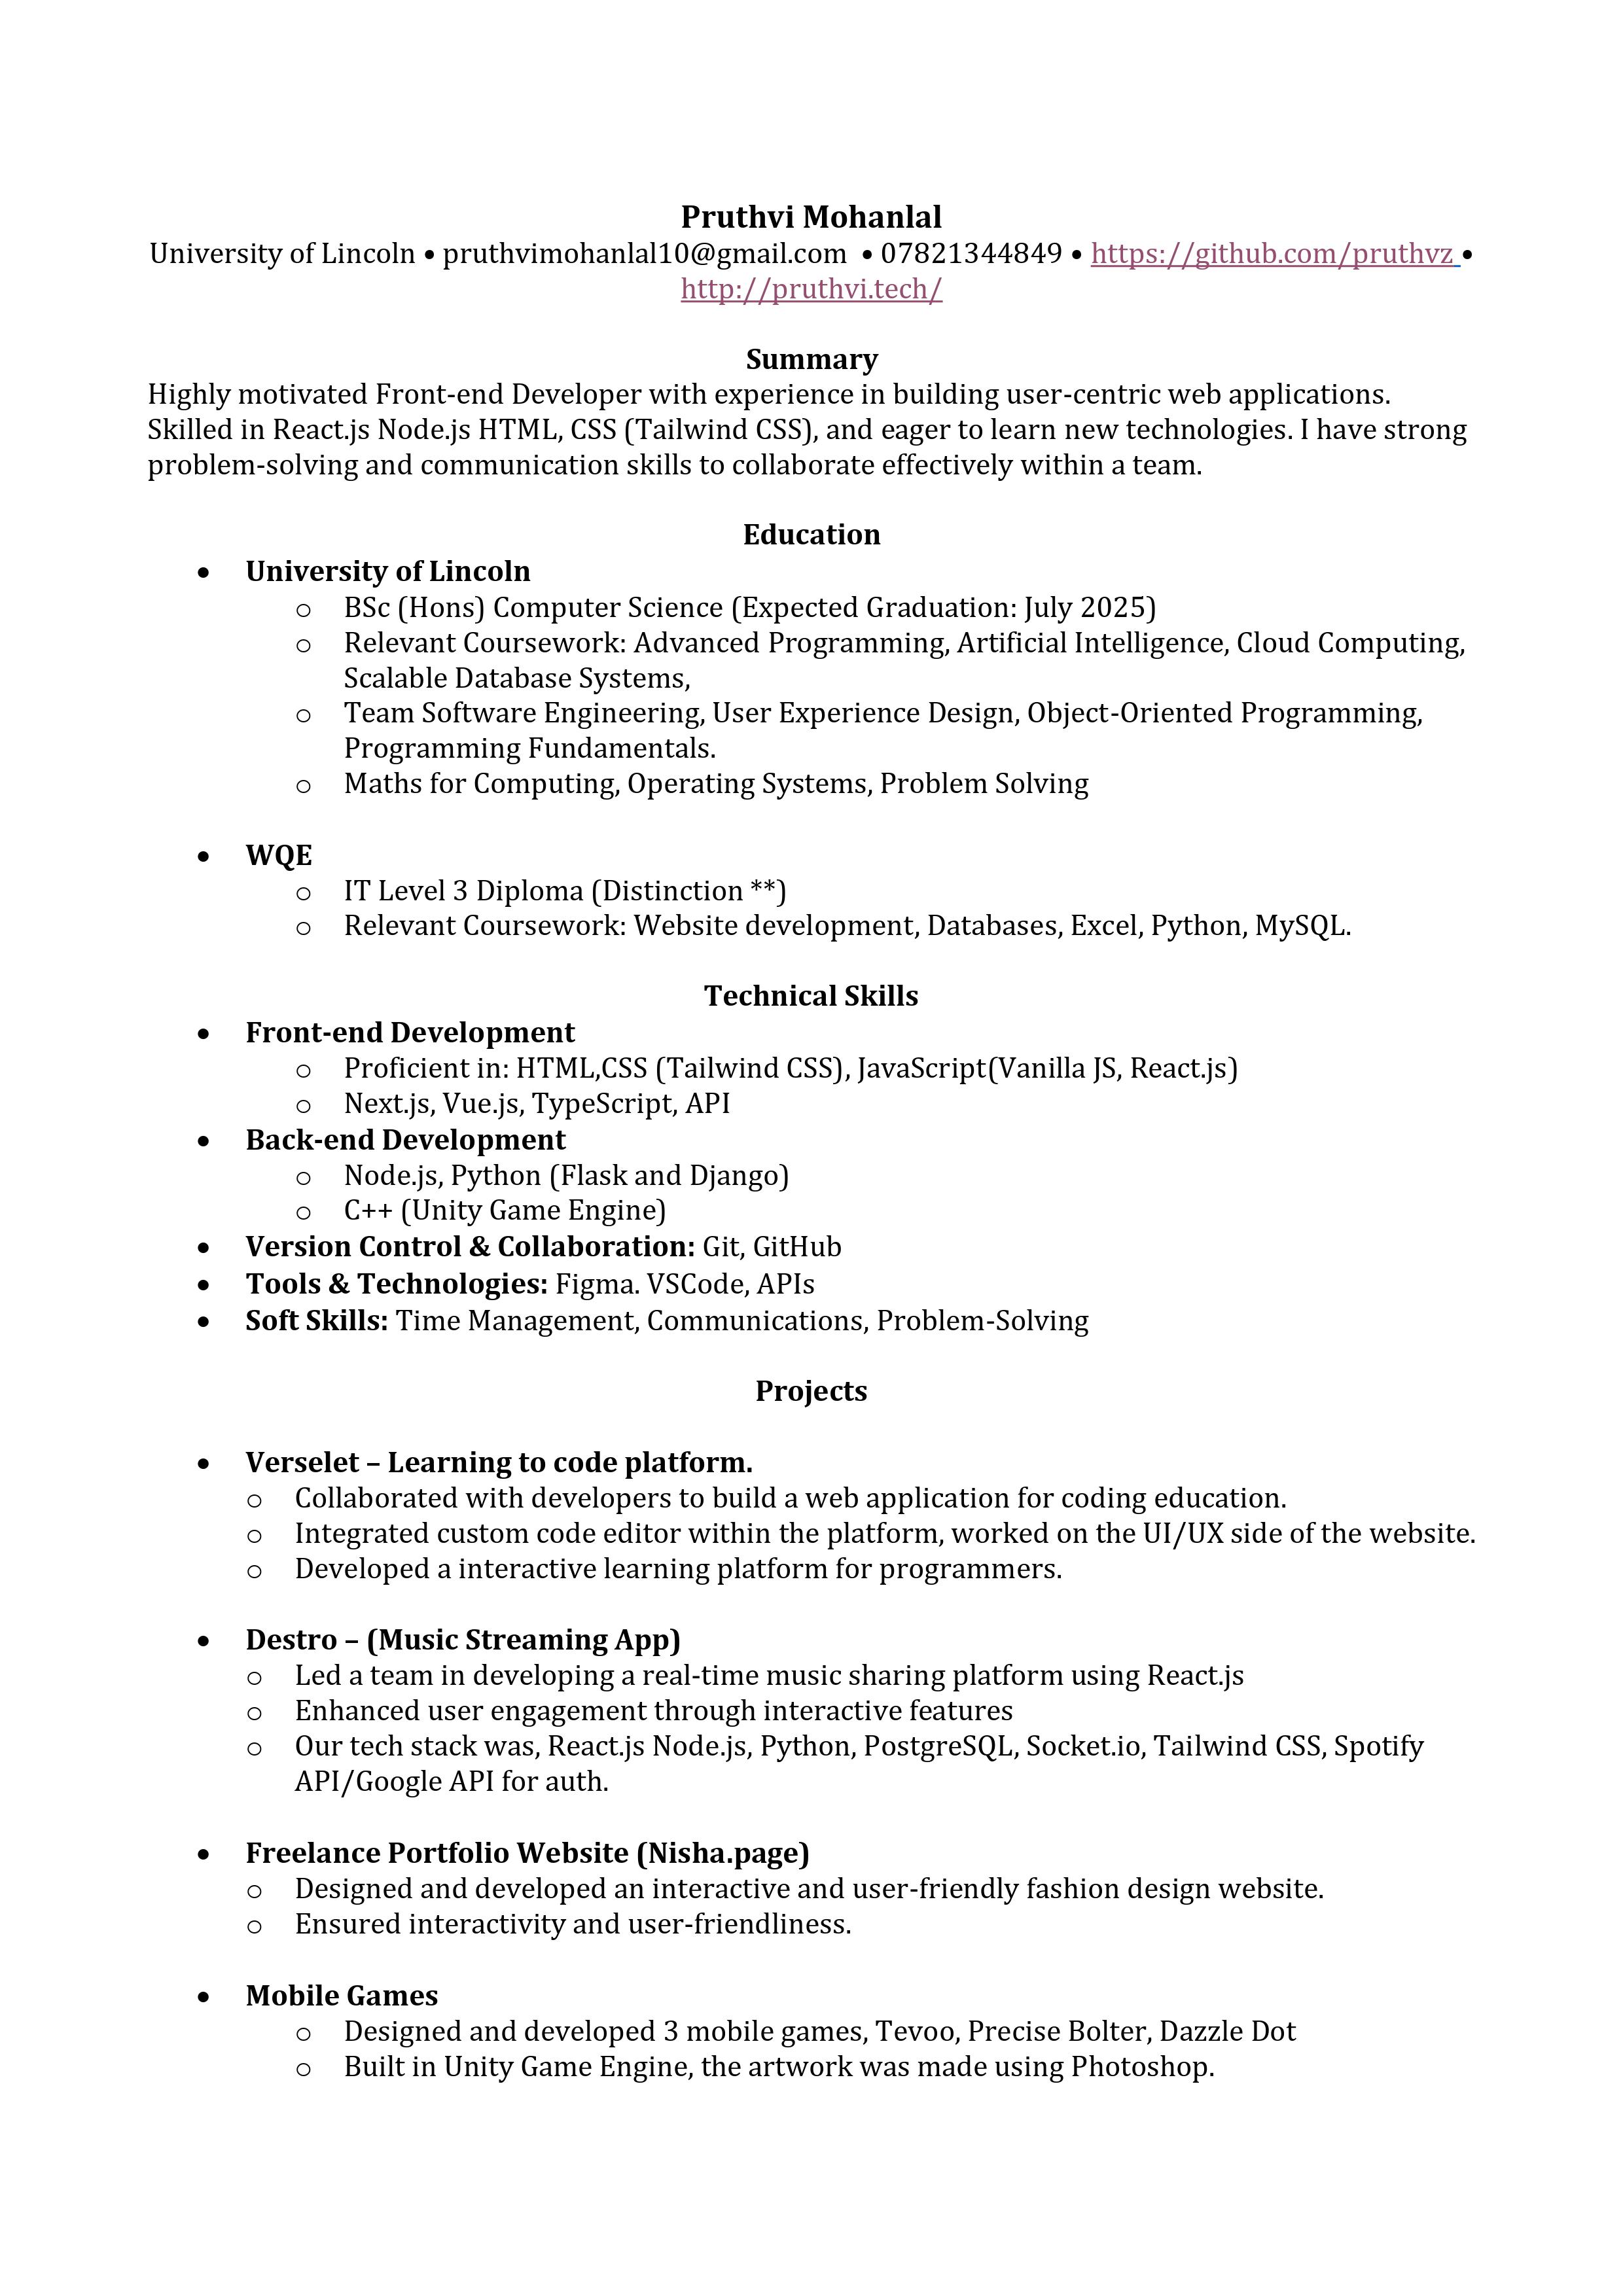 Pruthvi Mohanlal
University of Lincoln • pruthvimohanlal10@gmail.com • 07821344849 • https://github.com/pruthvz •
http://pruthvi.tech/
Summary
Highly motivated Front-end Developer with experience in building user-centric web applications.
Skilled in React.js Node.js HTML, CSS (Tailwind CSS), and eager to learn new technologies. I have strong
problem-solving and communication skills to collaborate effectively within a team.
Education
• University of Lincoln
o BSc (Hons) Computer Science (Expected Graduation: July 2025)
o Relevant Coursework: Advanced Programming, Artificial Intelligence, Cloud Computing,
Scalable Database Systems,
o Team Software Engineering, User Experience Design, Object-Oriented Programming,
Programming Fundamentals.
o Maths for Computing, Operating Systems, Problem Solving
• WQE
o IT Level 3 Diploma (Distinction **)
o Relevant Coursework: Website development, Databases, Excel, Python, MySQL.
Technical Skills
• Front-end Development
o Proficient in: HTML,CSS (Tailwind CSS), JavaScript(Vanilla JS, React.js)
o Next.js, Vue.js, TypeScript, API
• Back-end Development
o Node.js, Python (Flask and Django)
o C++ (Unity Game Engine)
• Version Control & Collaboration: Git, GitHub
• Tools & Technologies: Figma. VSCode, APIs
• Soft Skills: Time Management, Communications, Problem-Solving
Projects
• Verselet – Learning to code platform.
o Collaborated with developers to build a web application for coding education.
o Integrated custom code editor within the platform, worked on the UI/UX side of the website.
o Developed a interactive learning platform for programmers.
• Destro – (Music Streaming App)
o Led a team in developing a real-time music sharing platform using React.js
o Enhanced user engagement through interactive features
o Our tech stack was, React.js Node.js, Python, PostgreSQL, Socket.io, Tailwind CSS, Spotify
API/Google API for auth.
• Freelance Portfolio Website (Nisha.page)
o Designed and developed an interactive and user-friendly fashion design website.
o Ensured interactivity and user-friendliness.
• Mobile Games
o Designed and developed 3 mobile games, Tevoo, Precise Bolter, Dazzle Dot
o Built in Unity Game Engine, the artwork was made using Photoshop.